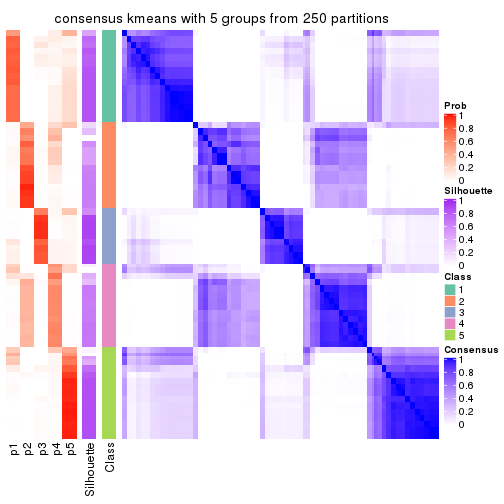 consensus kmeans with 5 groups from 250 partitions
Prob
1
0.8
0.6
0.4
0.2
0
Silhouette
1
0.8
0.6
0.4
0.2
0
Class
1
2
3
4
5
Consensus
1
0.8
0.6
0.4
0.2
0
p1
p2
p3
p4
p5
Silhouette
Class